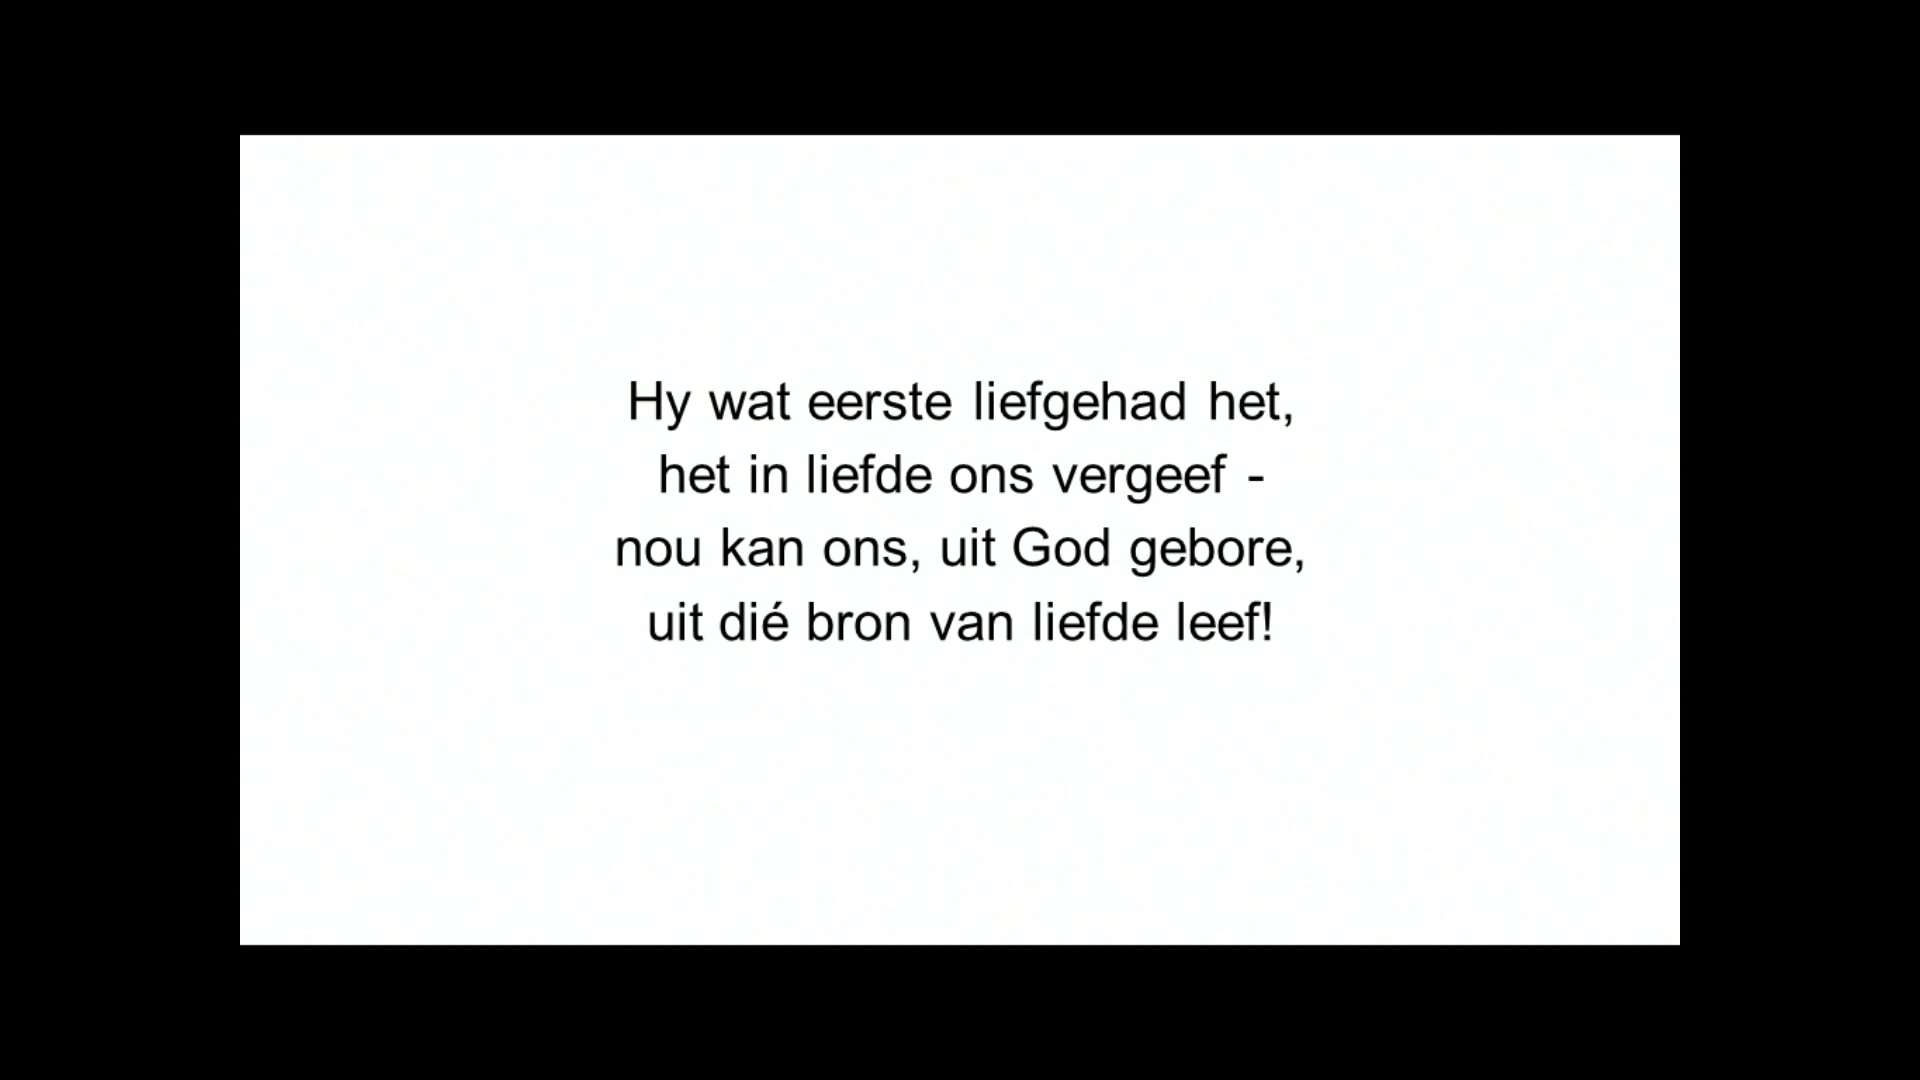 Hy wat eerste liefgehad het,
het in liefde ons vergeef -
nou kan ons, uit God gebore,
uit dié bron van liefde leef!